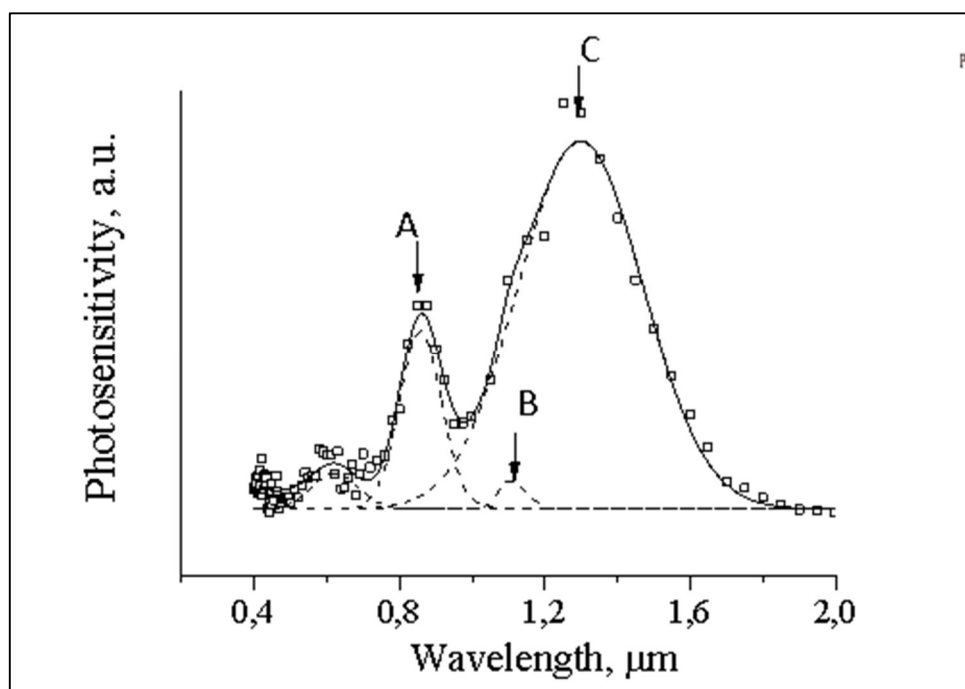 C
P
A
B
Photosensitivity, a.u.
0,4 0,8 1,2 1,6 2,0
Wavelength, µm